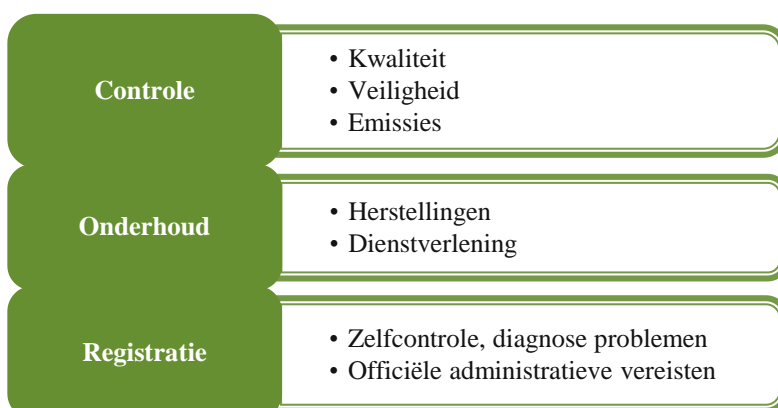 Controle
• Kwaliteit
• Veiligheid
• Emissies
Onderhoud
• Herstellingen
• Dienstverlening
Registratie
• Zelfcontrole, diagnose problemen
• Officiële administratieve vereisten